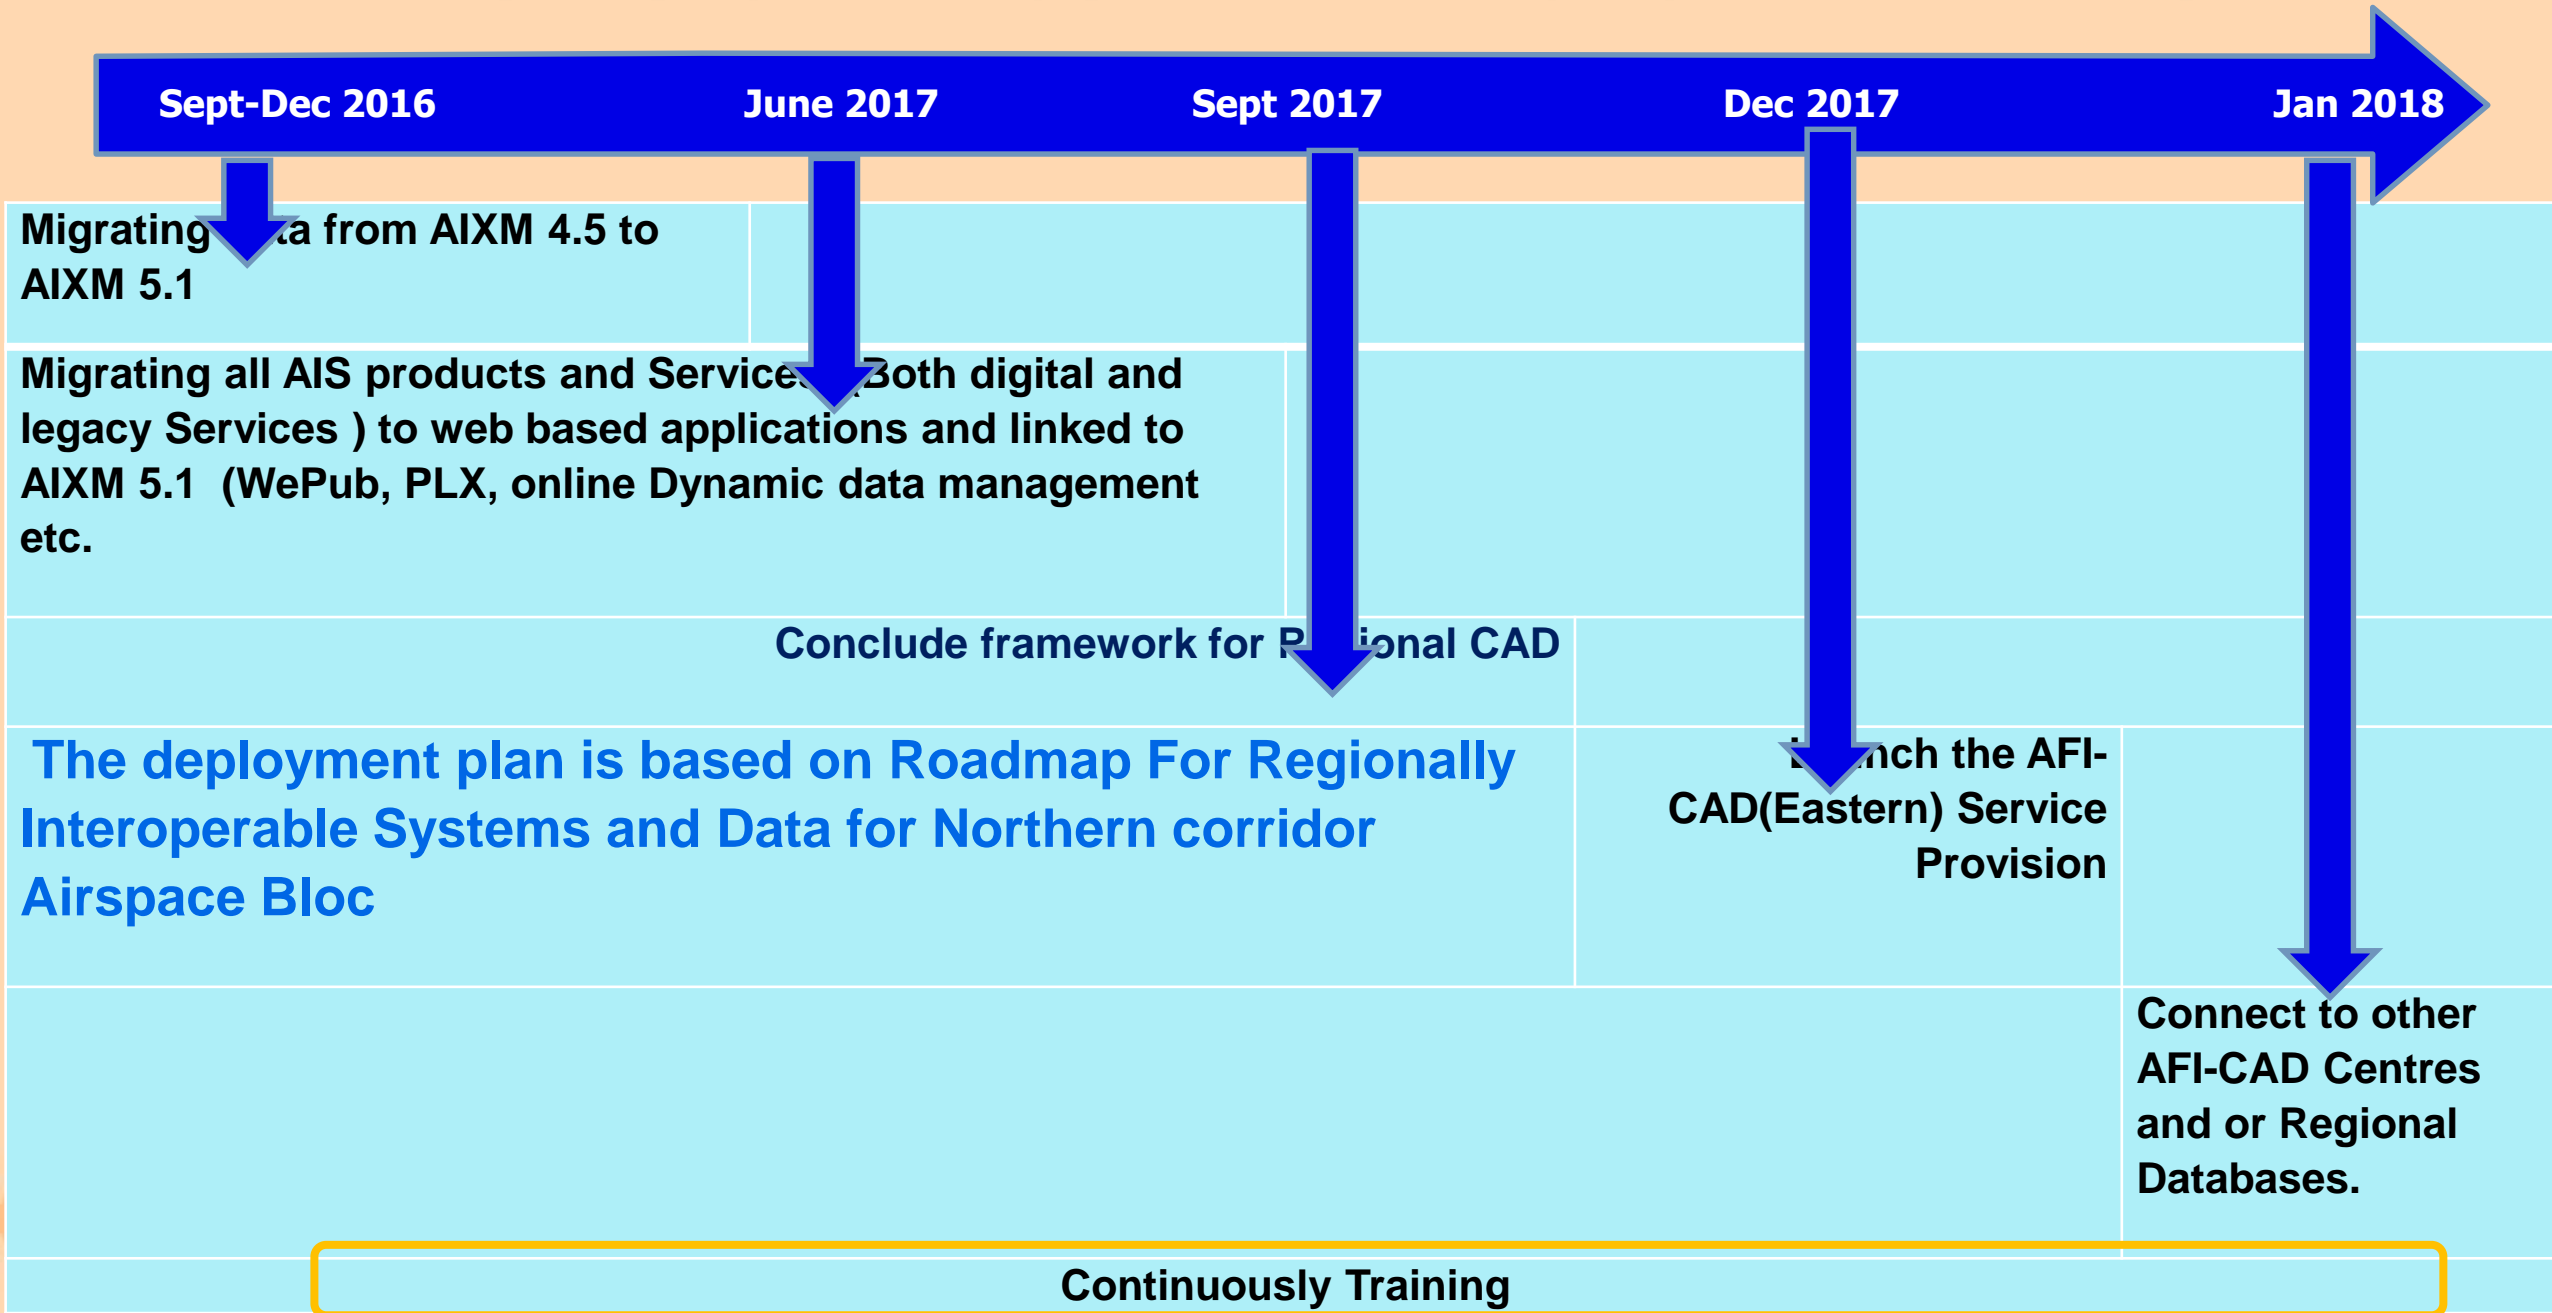 Sept-Dec 2016 June 2017 Sept 2017 Dec 2017 Jan 2018
Migrating from AIXM 4.5 to
AIXM 5.1
Migrating all AIS products and Services (Both digital and
legacy Services ) to web based applications and linked to
AIXM 5.1 (WePub, PLX, online Dynamic data management
etc.
Conclude framework for Regional CAD
The deployment plan is based on Roadmap For Regionally
Interoperable Systems and Data for Northern corridor
Airspace Bloc
Launch the AFI-
CAD(Eastern) Service
Provision
Connect to other
AFI-CAD Centres
and or Regional
Databases.
Continuously Training